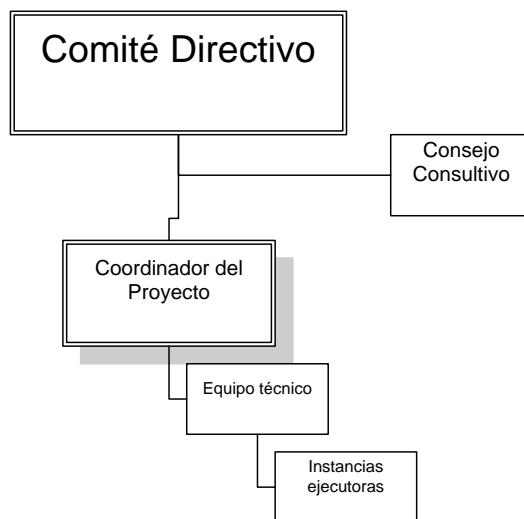 Comité Directivo
Consejo
Consultivo
Coordinador del
Proyecto
Equipo técnico
Instancias
ejecutoras